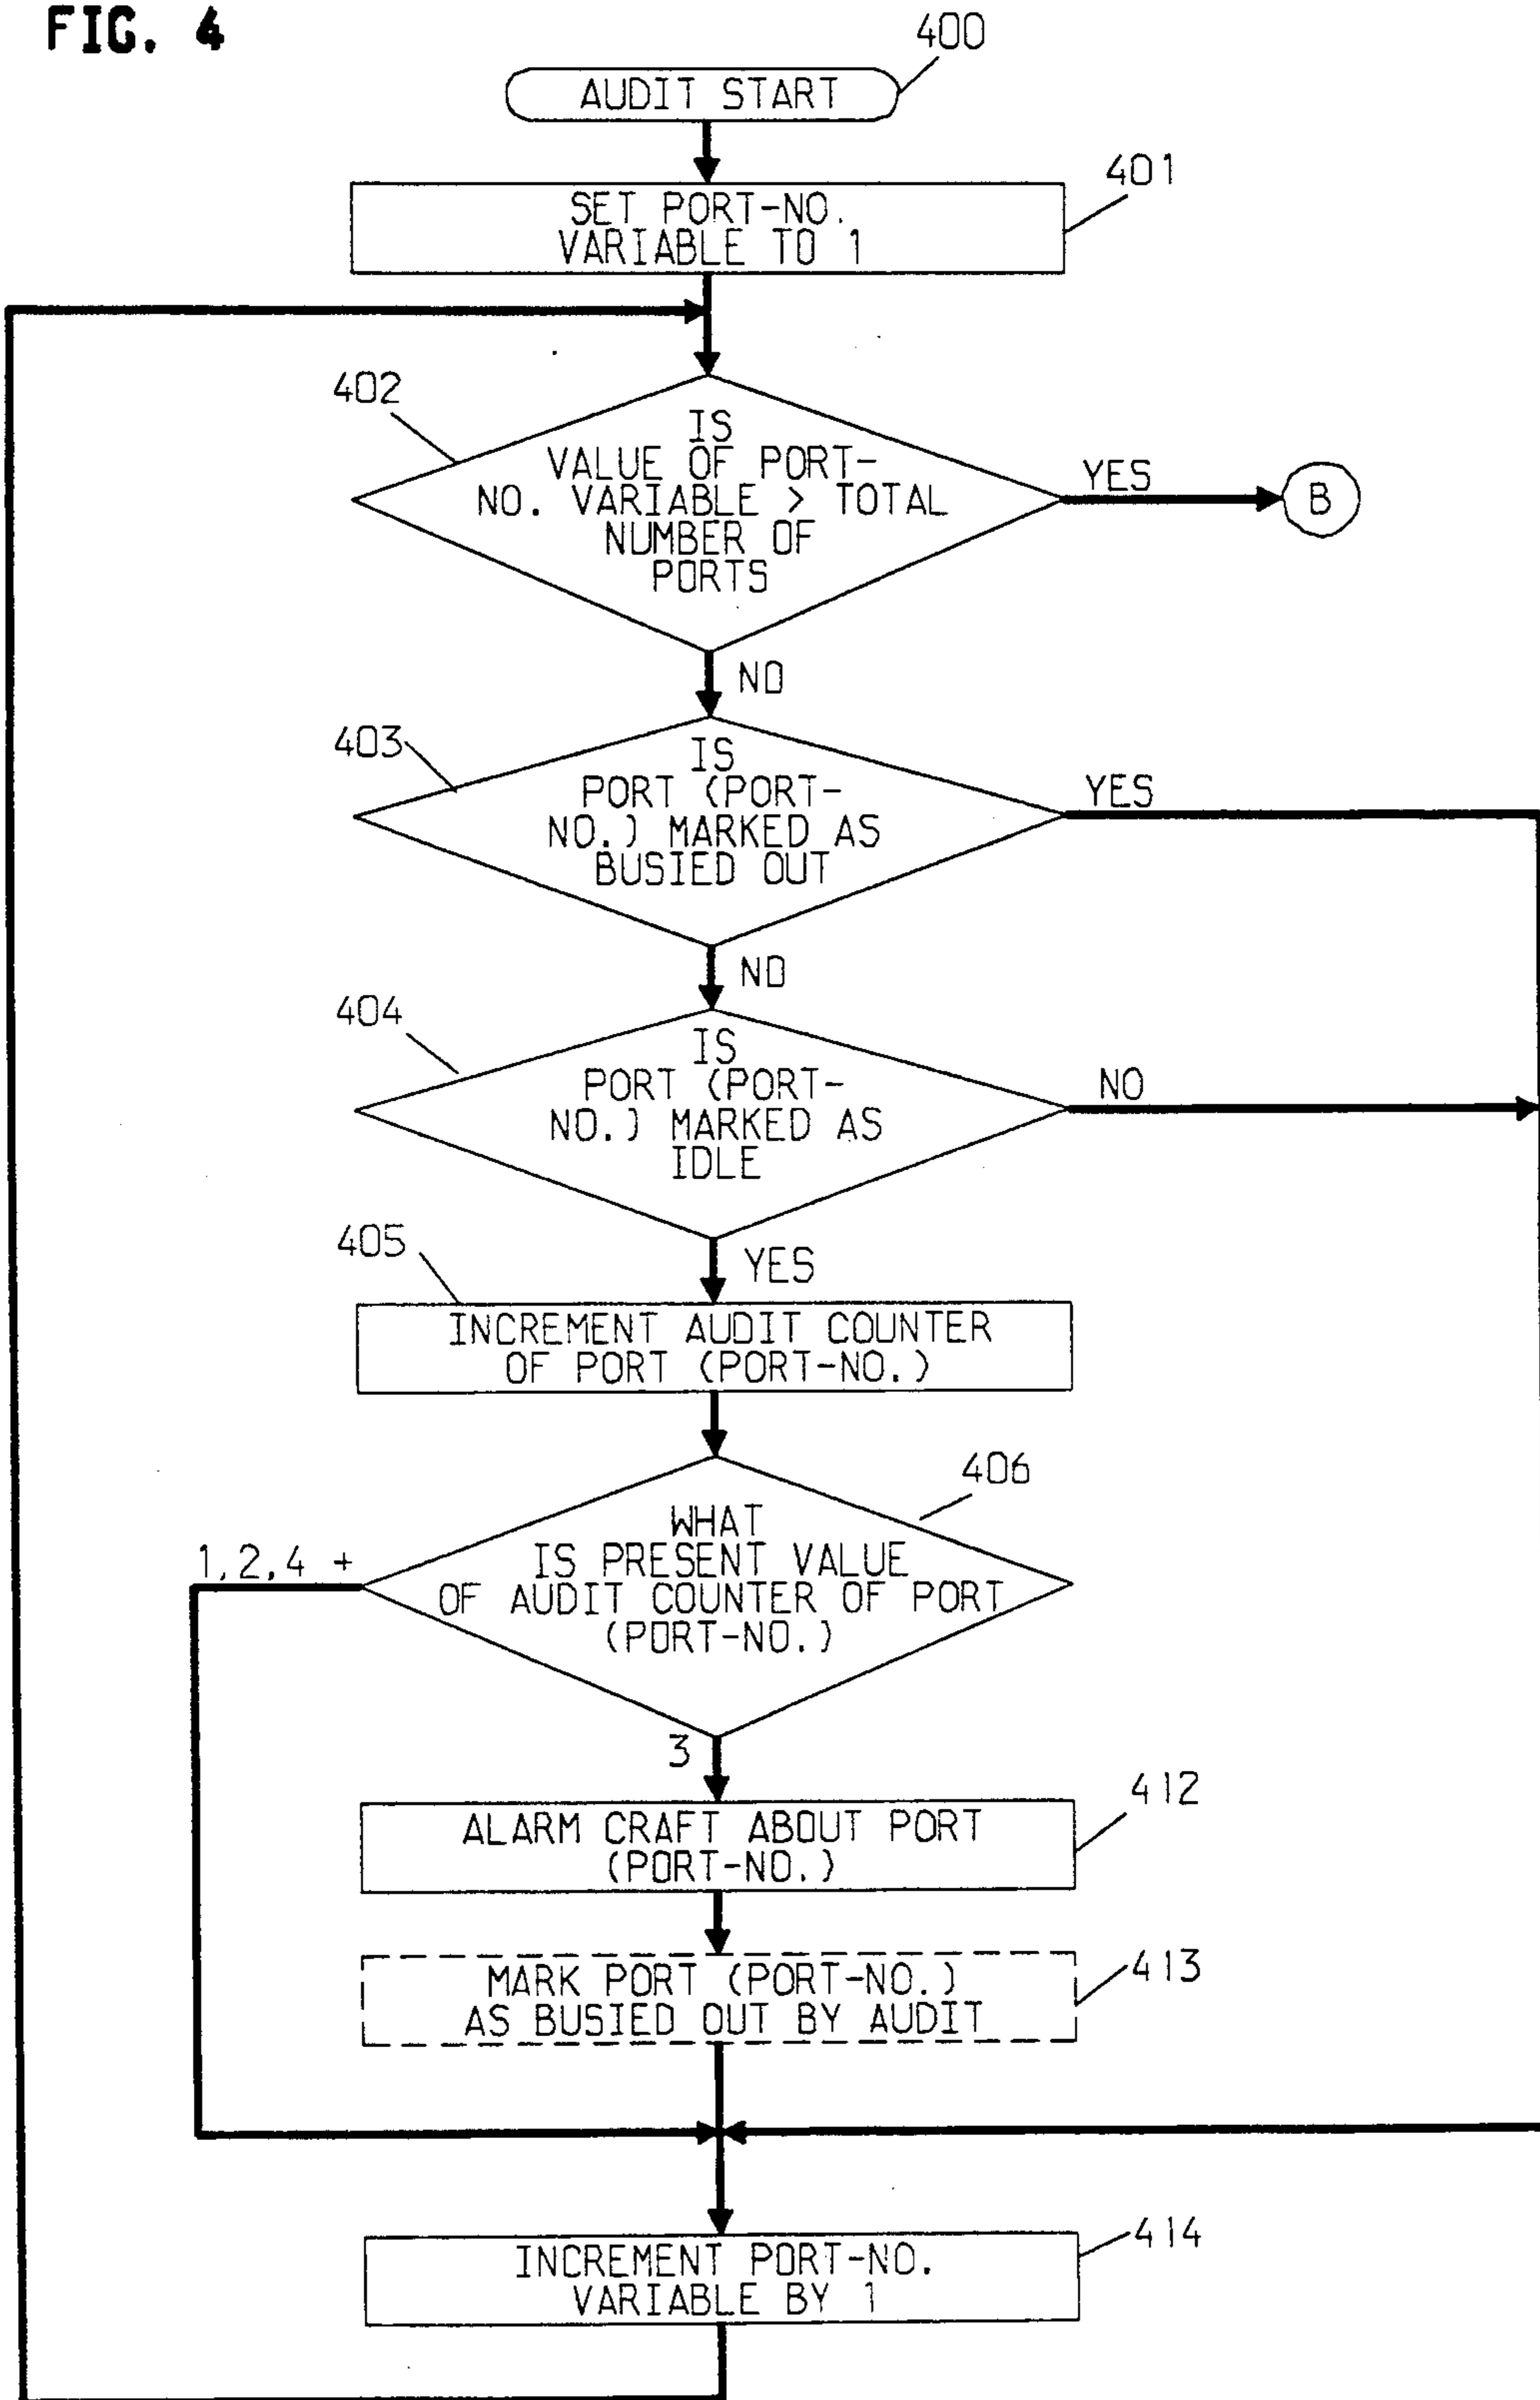 FIG. 4
400
AUDIT START
401
SET PORT-NO.
VARIABLE TO 1
402
IS
VALUE OF PORT-
NO. VARIABLE > TOTAL
NUMBER OF
PORTS
YES
B
NO
403
IS
PORT (PORT-
NO.) MARKED AS
BUSIED OUT
YES
NO
404
IS
PORT (PORT-
NO.) MARKED AS
IDLE
NO
YES
405
INCREMENT AUDIT COUNTER
OF PORT (PORT-NO.)
406
WHAT
IS PRESENT VALUE
OF AUDIT COUNTER OF PORT
(PORT-NO.)
1,2,4 +
3
412
ALARM CRAFT ABOUT PORT
(PORT-NO.)
413
MARK PORT (PORT-NO.)
AS BUSIED OUT BY AUDIT
414
INCREMENT PORT-NO.
VARIABLE BY 1